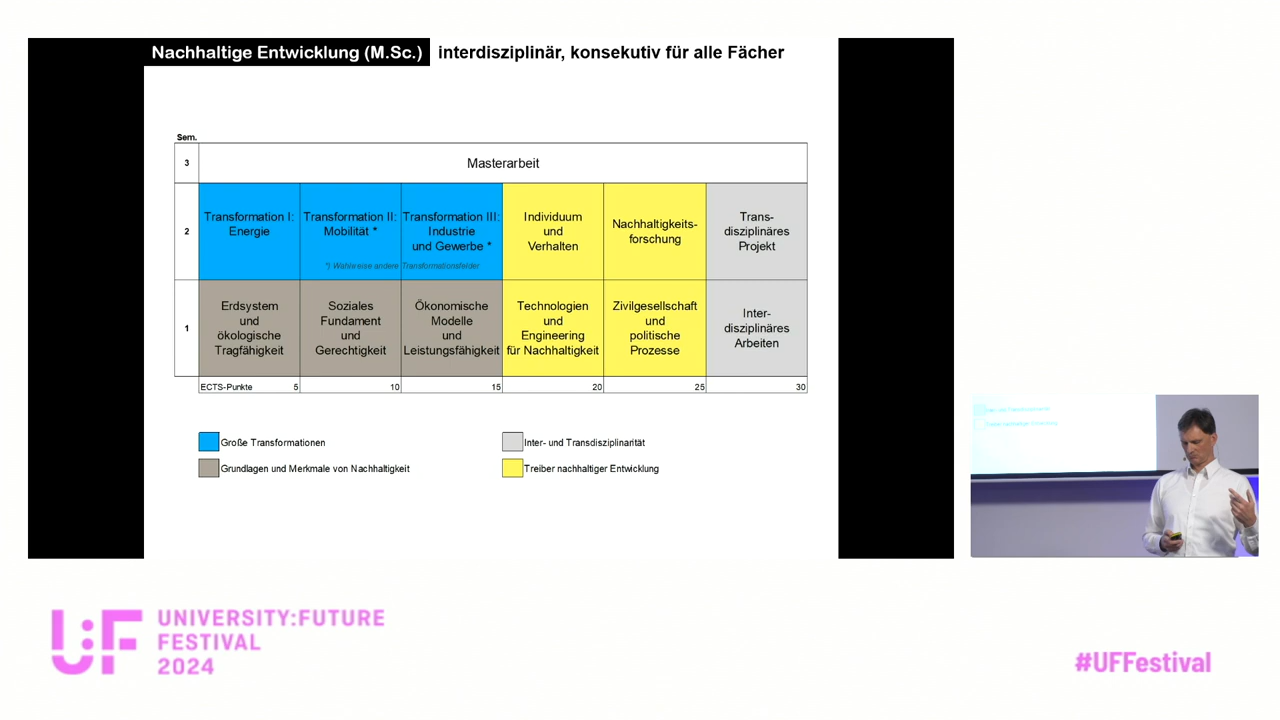 Nachhaltige Entwicklung (M.Sc.) interdisziplinär, konsekutiv für alle Fächer
Sem.
3
Masterarbeit
2
Transformation I:
Energie
Transformation II:
Mobilität *
Transformation III:
Industrie
und Gewerbe *
*) Wahlweise andere Transformationsfelder
Individuum
und
Verhalten
Nachhaltigkeits-
forschung
Trans-
disziplinäres
Projekt
1
Erdsystem
und
ökologische
Tragfähigkeit
Soziales
Fundament
und
Gerechtigkeit
Ökonomische
Modelle
und
Leistungsfähigkeit
Technologien
und
Engineering
für Nachhaltigkeit
Zivilgesellschaft
und
politische
Prozesse
Inter-
disziplinäres
Arbeiten
ECTS-Punkte 5 10 15 20 25 30
Große Transformationen
Inter- und Transdisziplinarität
Grundlagen und Merkmale von Nachhaltigkeit
Treiber nachhaltiger Entwicklung
U:F
UNIVERSITY:FUTURE
FESTIVAL
2024
#UFFestival